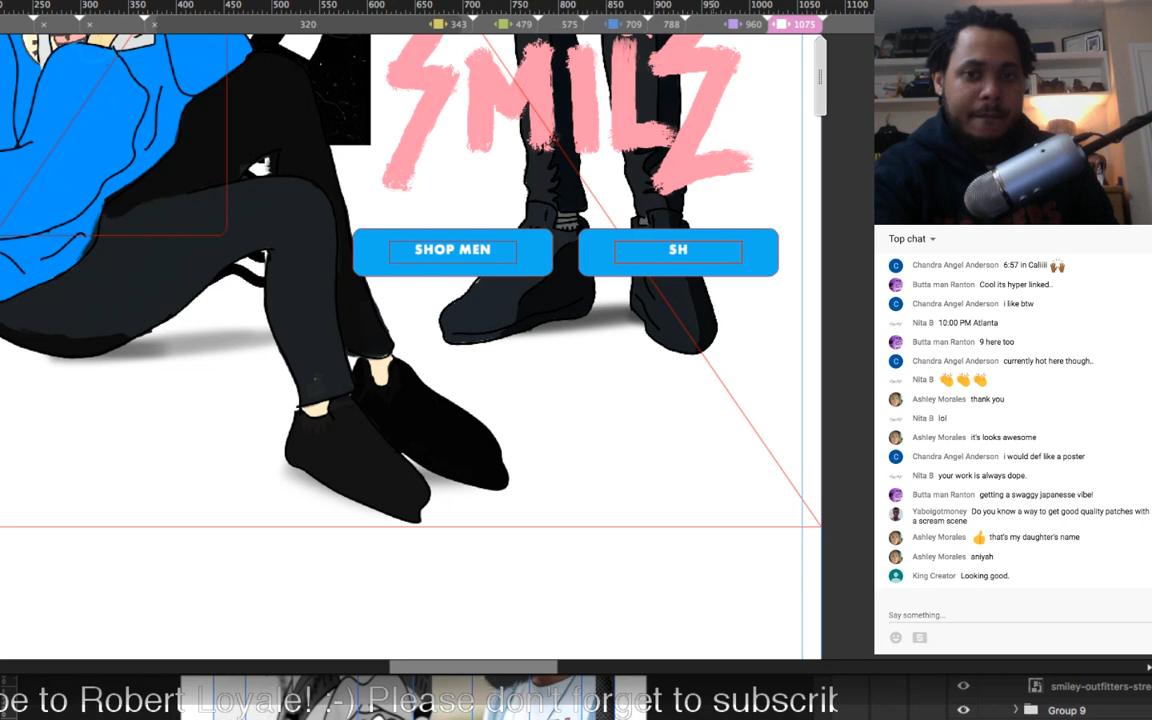 250 300 350 400 450 500 550 600 650 700 750 800 850 900 950 1000 1050 1100
320 343 479 575 709 788 960 1075
SMILZ
SHOP MEN
SH
Top chat
Chandra Angel Anderson 6:57 in Caliiii
Butta man Ranton Cool its hyper linked..
Chandra Angel Anderson i like btw
Nita B 10:00 PM Atlanta
Butta man Ranton 9 here too
Chandra Angel Anderson currently hot here though..
Nita B
Ashley Morales thank you
Nita B lol
Ashley Morales it's looks awesome
Chandra Angel Anderson i would def like a poster
Nita B your work is always dope.
Butta man Ranton getting a swaggy japanesse vibe!
Yaboigotmoney Do you know a way to get good quality patches with
a scream scene
Ashley Morales that's my daughter's name
Ashley Morales aniyah
King Creator Looking good.
Say something...
smiley-outfitters-stre
Group 9
be to Robert Loyale! :-) Please don't forget to subscrib